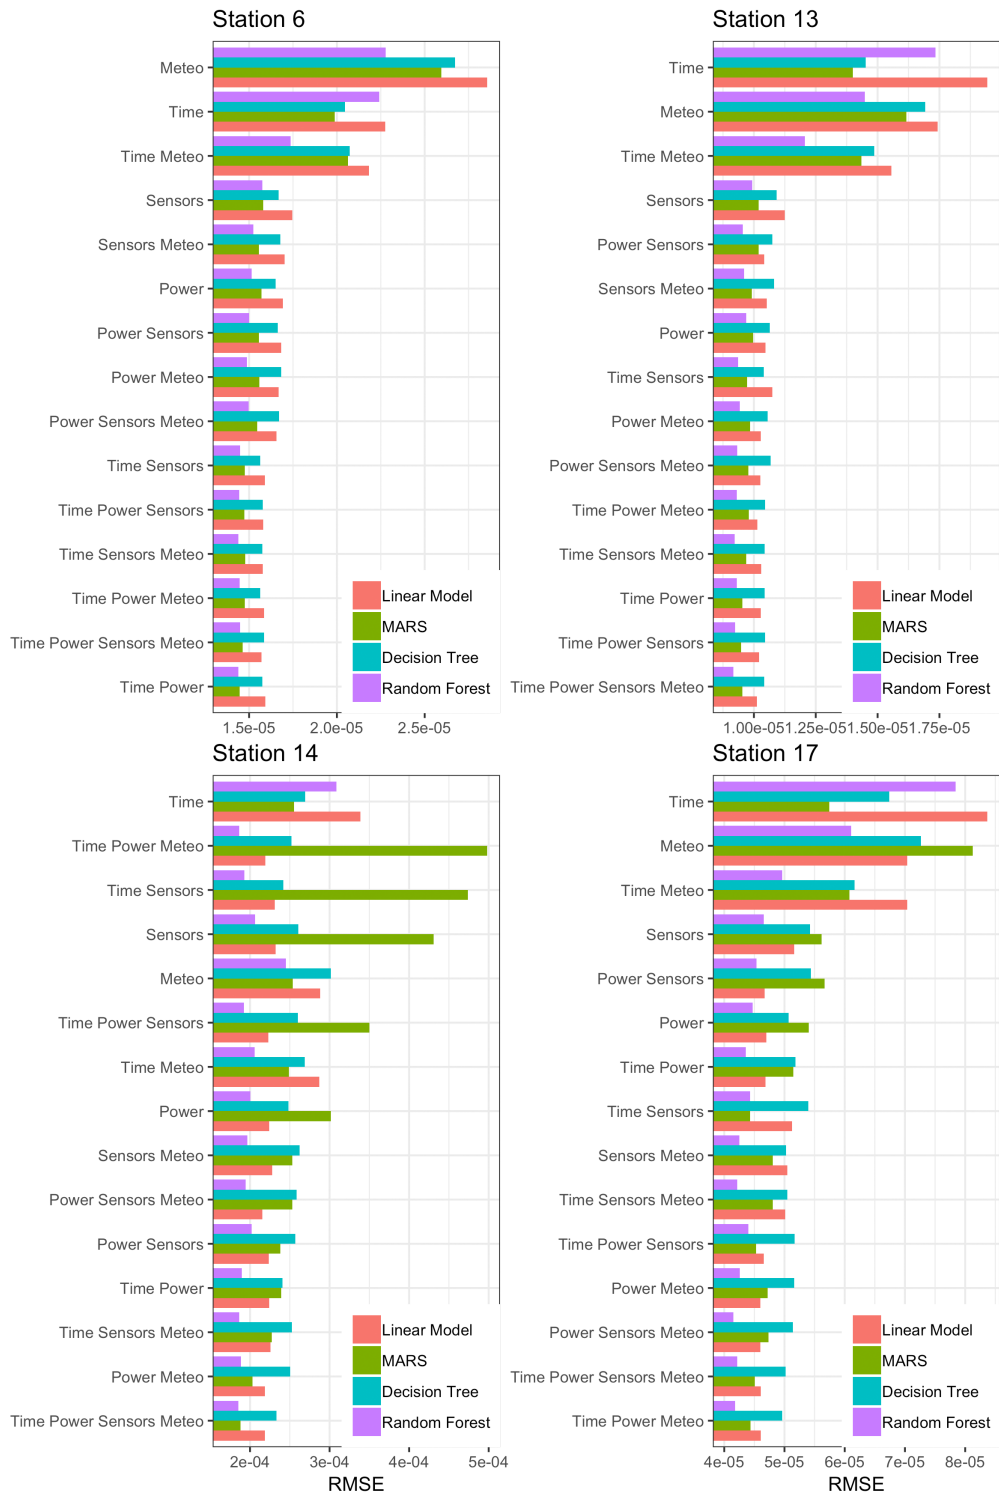 Station 6
Meteo
Time
Time Meteo
Sensors
Sensors Meteo
Power
Power Sensors
Power Meteo
Power Sensors Meteo
Time Sensors
Time Power Sensors
Time Sensors Meteo
Time Power Meteo
Time Power Sensors Meteo
Time Power
Linear Model
MARS
Decision Tree
Random Forest
1.5e-05 2.0e-05 2.5e-05
Station 13
Time
Meteo
Time Meteo
Sensors
Power Sensors
Sensors Meteo
Power
Time Sensors
Power Meteo
Power Sensors Meteo
Time Power Meteo
Time Sensors Meteo
Time Power
Time Power Sensors
Time Power Sensors Meteo
Linear Model
MARS
Decision Tree
Random Forest
1.00e-05 1.25e-05 1.50e-05 1.75e-05
Station 14
Time
Time Power Meteo
Time Sensors
Sensors
Meteo
Time Power Sensors
Time Meteo
Power
Sensors Meteo
Power Sensors Meteo
Power Sensors
Time Power
Time Sensors Meteo
Power Meteo
Time Power Sensors Meteo
Linear Model
MARS
Decision Tree
Random Forest
2e-04 3e-04 4e-04 5e-04
RMSE
Station 17
Time
Meteo
Time Meteo
Sensors
Power Sensors
Power
Time Power
Time Sensors
Sensors Meteo
Time Sensors Meteo
Time Power Sensors
Power Meteo
Power Sensors Meteo
Time Power Sensors Meteo
Time Power Meteo
Linear Model
MARS
Decision Tree
Random Forest
4e-05 5e-05 6e-05 7e-05 8e-05
RMSE